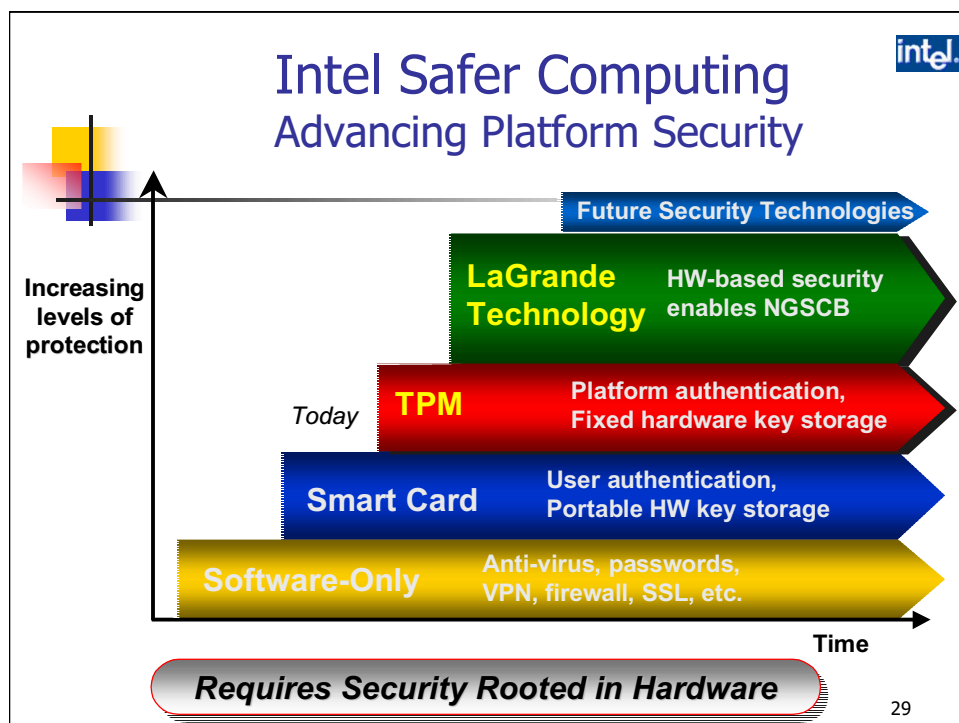 intel.
Intel Safer Computing
Advancing Platform Security
Future Security Technologies
LaGrande
Technology
HW-based security
enables NGSCB
Increasing
levels of
protection
Today
TPM
Platform authentication,
Fixed hardware key storage
Smart Card
User authentication,
Portable HW key storage
Software-Only
Anti-virus, passwords,
VPN, firewall, SSL, etc.
Time
Requires Security Rooted in Hardware
29